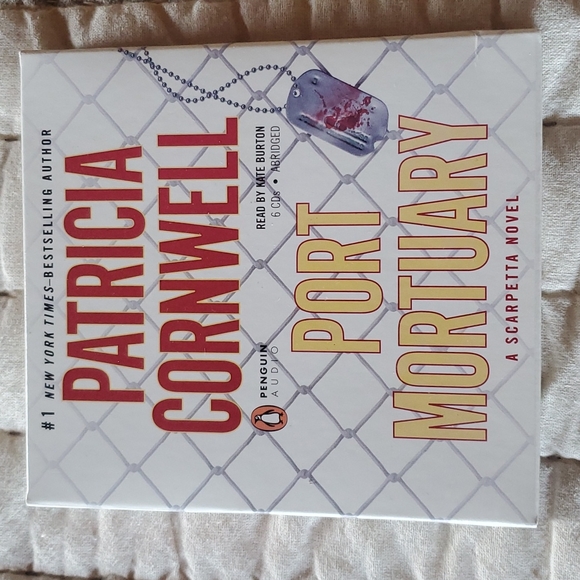 #1 NEW YORK TIMES–BESTSELLING AUTHOR
PATRICIA
CORNWELL
PENGUIN
AUDIO
READ BY KATE BURTON
6 CDs • ABRIDGED
PORT
MORTUARY
A SCARPETTA NOVEL